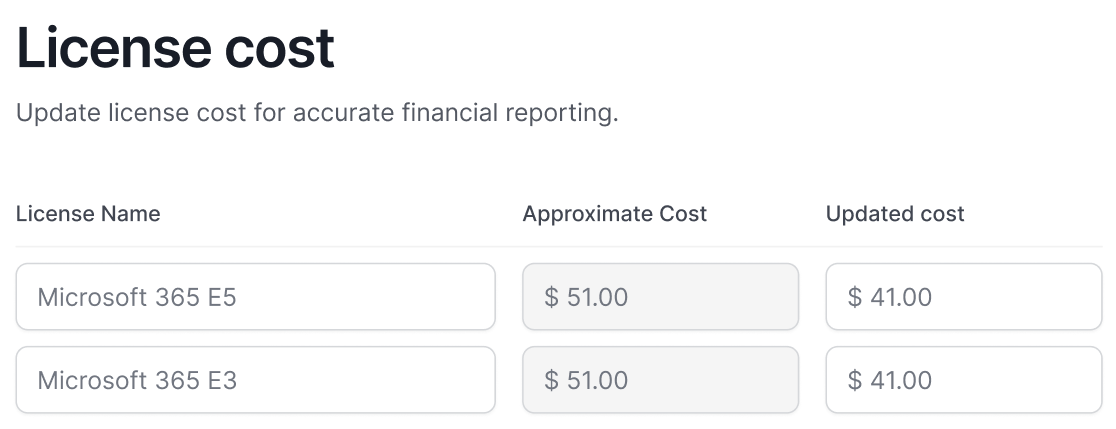 License cost
Update license cost for accurate financial reporting.
License Name Approximate Cost Updated cost
Microsoft 365 E5 $ 51.00 $ 41.00
Microsoft 365 E3 $ 51.00 $ 41.00